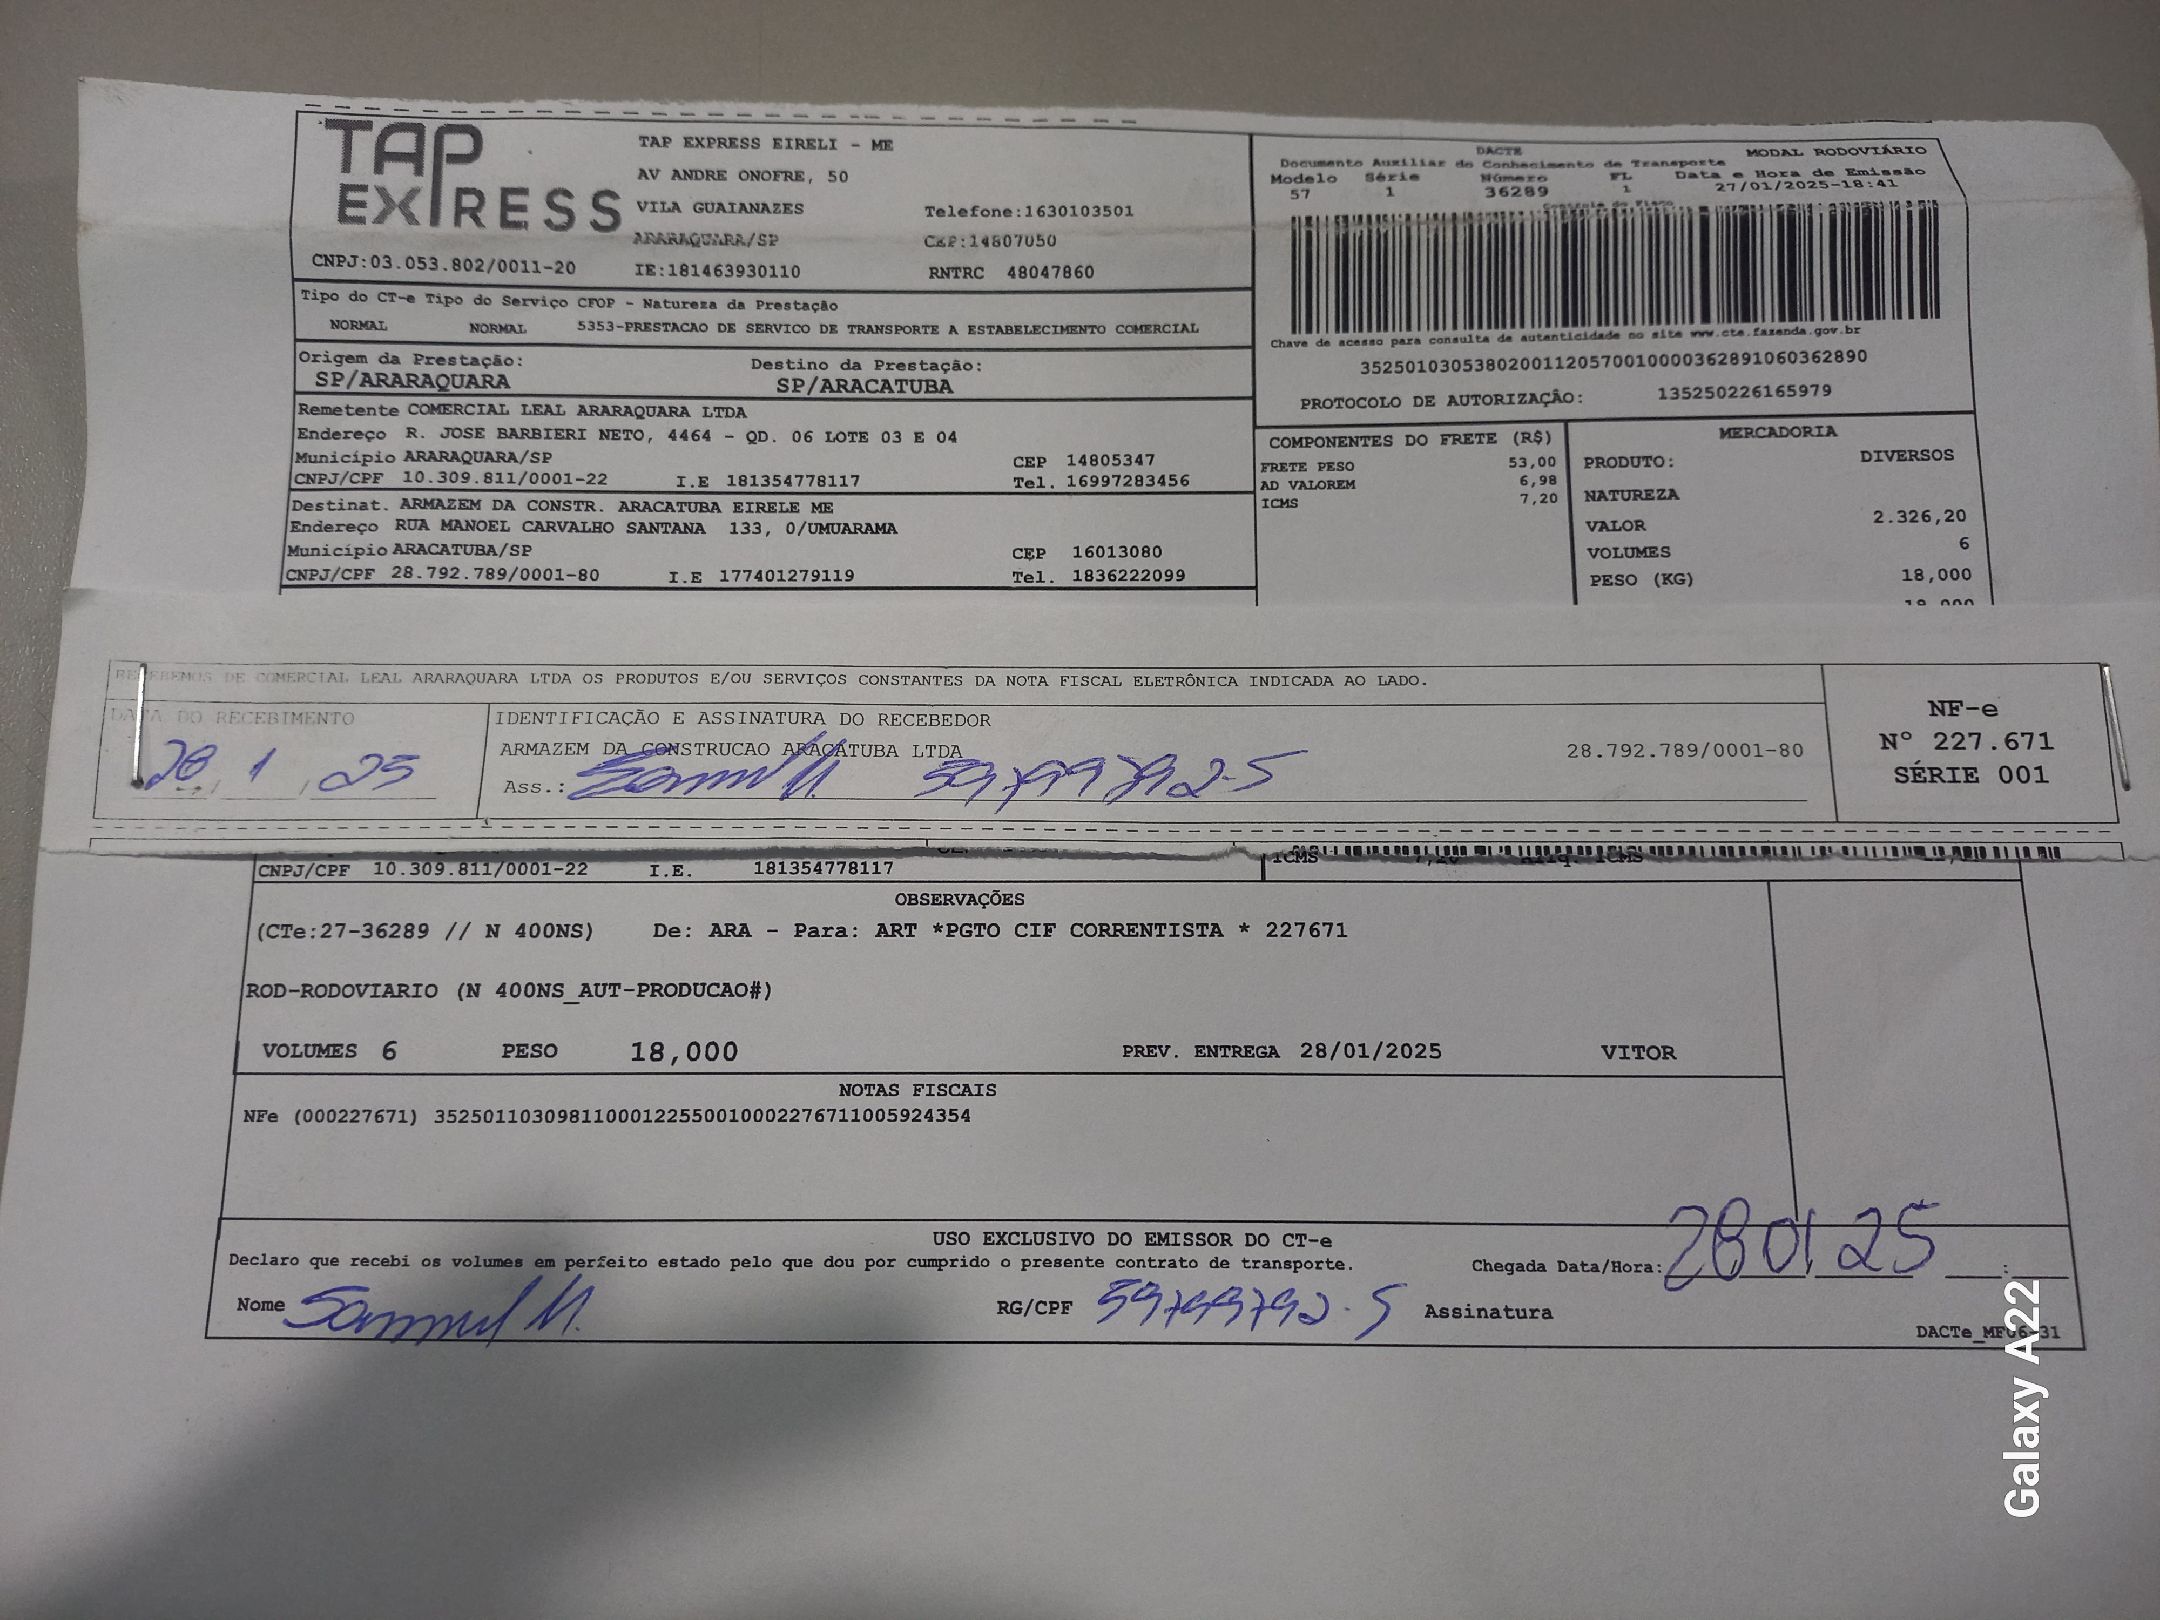 TAP EXPRESS
TAP EXPRESS EIRELI - ME
AV ANDRE ONOFRE, 50
VILA GUAIANAZES Telefone:1630103501
ARARAQUARA/SP CEP:14807050
CNPJ:03.053.802/0011-20 IE:181463930110 RNTRC 48047860
DACTE MODAL RODOVIÁRIO
Documento Auxiliar do Conhecimento de Transporte
Modelo Série Número FL Data e Hora de Emissão
57 1 36289 1 27/01/2025-18:41
Controle do Fisco
Tipo do CT-e Tipo do Serviço CFOP - Natureza da Prestação
NORMAL NORMAL 5353-PRESTACAO DE SERVICO DE TRANSPORTE A ESTABELECIMENTO COMERCIAL
Chave de acesso para consulta de autenticidade no site www.cte.fazenda.gov.br
35250103053802001120570010000362891060362890
PROTOCOLO DE AUTORIZAÇÃO: 135250226165979
Origem da Prestação: Destino da Prestação:
SP/ARARAQUARA SP/ARACATUBA
Remetente COMERCIAL LEAL ARARAQUARA LTDA
Endereço R. JOSE BARBIERI NETO, 4464 - QD. 06 LOTE 03 E 04
Município ARARAQUARA/SP CEP 14805347
CNPJ/CPF 10.309.811/0001-22 I.E 181354778117 Tel. 16997283456
Destinat. ARMAZEM DA CONSTR. ARACATUBA EIRELE ME
Endereço RUA MANOEL CARVALHO SANTANA 133, 0/UMUARAMA
Município ARACATUBA/SP CEP 16013080
CNPJ/CPF 28.792.789/0001-80 I.E 177401279119 Tel. 1836222099
COMPONENTES DO FRETE (R$)
FRETE PESO 53,00
AD VALOREM 6,98
ICMS 7,20
MERCADORIA
PRODUTO: DIVERSOS
NATUREZA
VALOR 2.326,20
VOLUMES 6
PESO (KG) 18,000
RECEBEMOS DE COMERCIAL LEAL ARARAQUARA LTDA OS PRODUTOS E/OU SERVIÇOS CONSTANTES DA NOTA FISCAL ELETRÔNICA INDICADA AO LADO.
DATA DO RECEBIMENTO IDENTIFICAÇÃO E ASSINATURA DO RECEBEDOR
ARMAZEM DA CONSTRUCAO ARACATUBA LTDA 28.792.789/0001-80
28 1 25 Ass.:
NF-e
Nº 227.671
SÉRIE 001
CNPJ/CPF 10.309.811/0001-22 I.E. 181354778117
ICMS
OBSERVAÇÕES
(CTe:27-36289 // N 400NS) De: ARA - Para: ART *PGTO CIF CORRENTISTA * 227671
ROD-RODOVIARIO (N 400NS_AUT-PRODUCAO#)
VOLUMES 6 PESO 18,000 PREV. ENTREGA 28/01/2025 VITOR
NOTAS FISCAIS
NFe (000227671) 35250110309811000122550010002276711005924354
USO EXCLUSIVO DO EMISSOR DO CT-e
Declaro que recebi os volumes em perfeito estado pelo que dou por cumprido o presente contrato de transporte. Chegada Data/Hora: 28 01 25
Nome RG/CPF Assinatura
DACTe_MF06-31
Galaxy A22